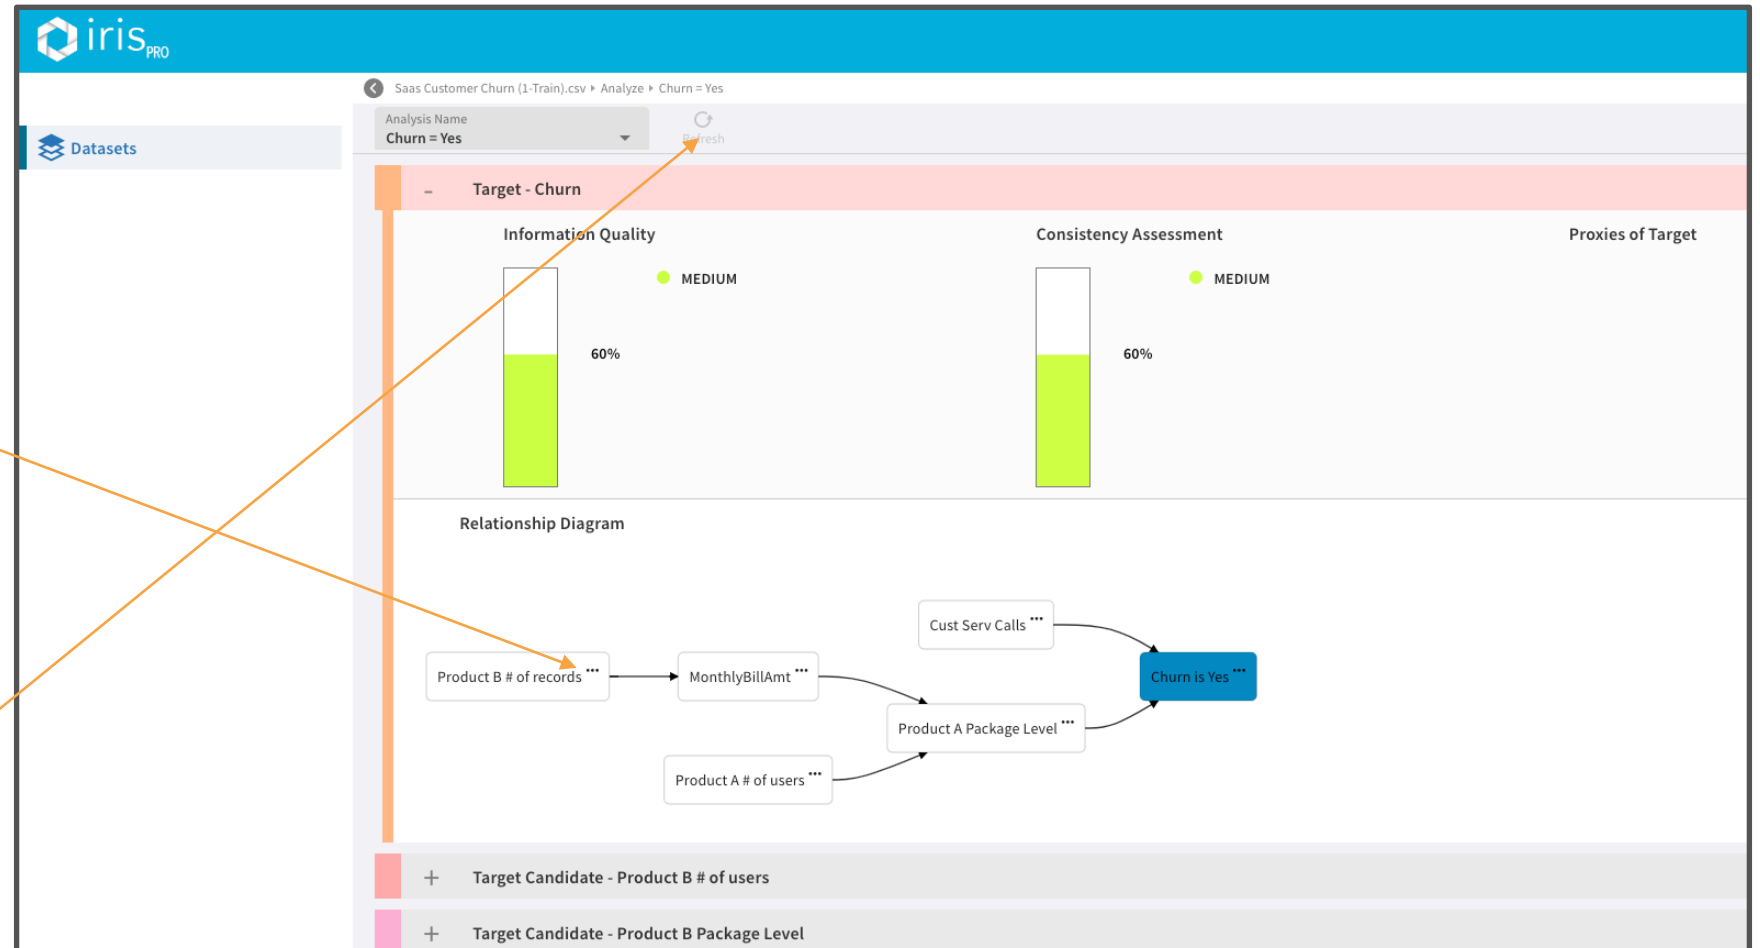 iris PRO
Saas Customer Churn (1-Train).csv ▸ Analyze ▸ Churn = Yes
Analysis Name
Churn = Yes
Refresh
Datasets
- Target - Churn
Information Quality
Consistency Assessment
Proxies of Target
MEDIUM
MEDIUM
60%
60%
Relationship Diagram
Cust Serv Calls ...
Product B # of records ...
MonthlyBillAmt ...
Churn is Yes ...
Product A Package Level ...
Product A # of users ...
+ Target Candidate - Product B # of users
+ Target Candidate - Product B Package Level